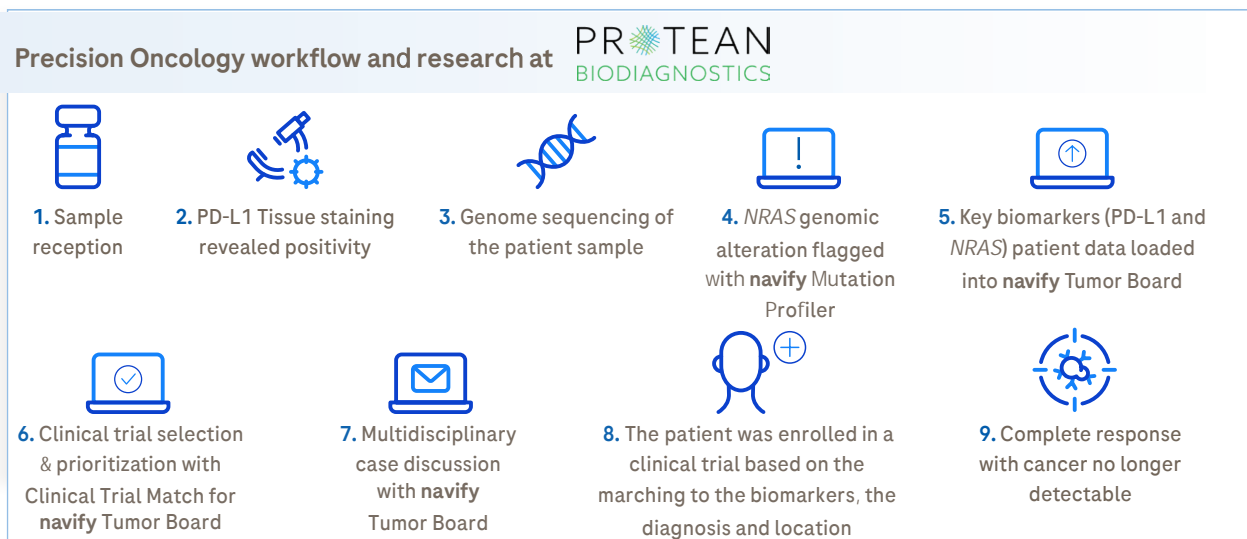 Precision Oncology workflow and research at
PROTEAN
BIODIAGNOSTICS
1. Sample
reception
2. PD-L1 Tissue staining
revealed positivity
3. Genome sequencing of
the patient sample
4. NRAS genomic
alteration flagged
with navify Mutation
Profiler
5. Key biomarkers (PD-L1 and
NRAS) patient data loaded
into navify Tumor Board
6. Clinical trial selection
& prioritization with
Clinical Trial Match for
navify Tumor Board
7. Multidisciplinary
case discussion
with navify
Tumor Board
8. The patient was enrolled in a
clinical trial based on the
marching to the biomarkers, the
diagnosis and location
9. Complete response
with cancer no longer
detectable